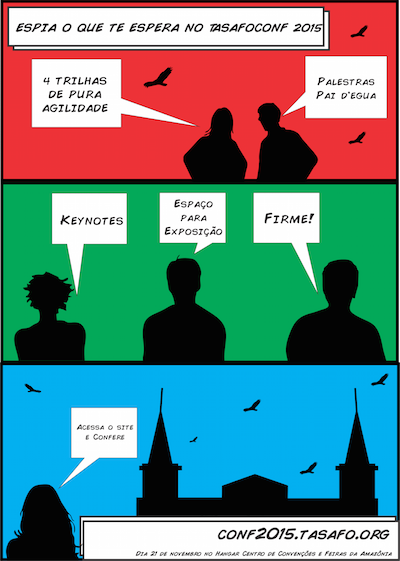 ESPIA O QUE TE ESPERA NO TASAFOCONF 2015
4 TRILHAS
DE PURA
AGILIDADE
PALESTRAS
PAI D'EGUA
KEYNOTES
ESPAÇO
PARA
EXPOSIÇÃO
FIRME!
ACESSA O SITE
E CONFERE
CONF2015.TASAFO.ORG
DIA 21 DE NOVEMBRO NO HANGAR CENTRO DE CONVENÇÕES E FEIRAS DA AMAZÔNIA